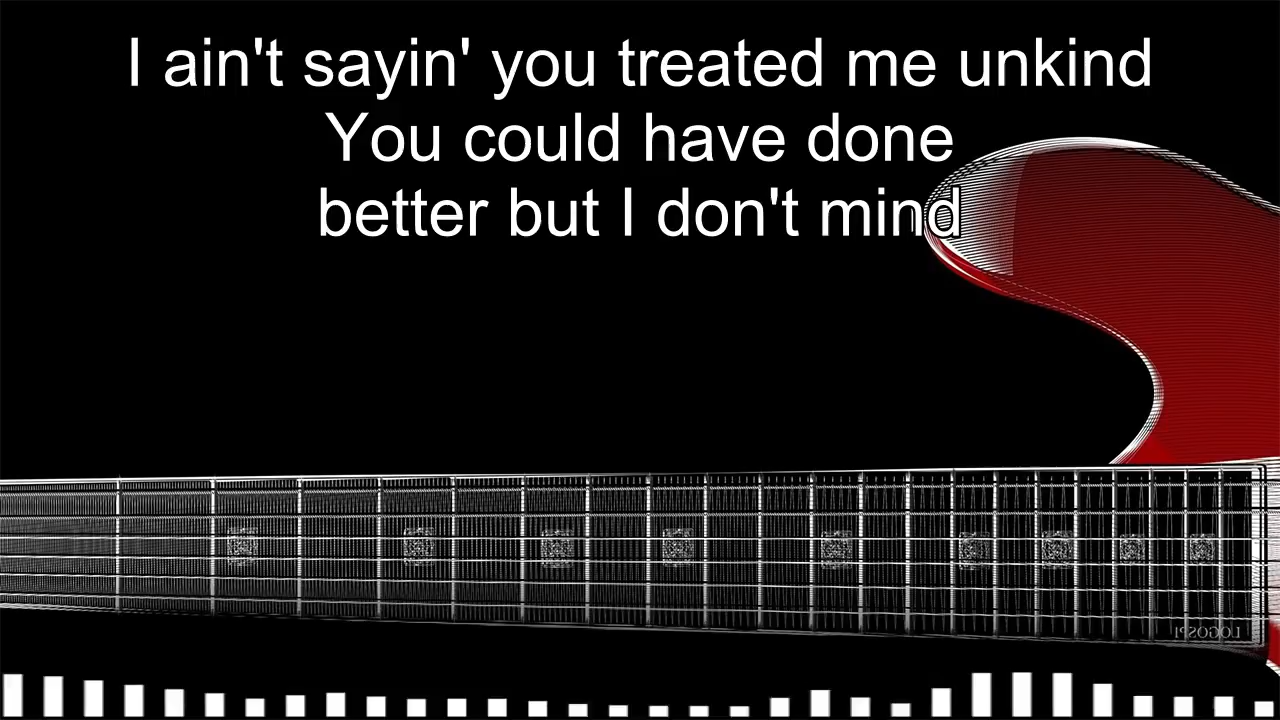 I ain't sayin' you treated me unkind
You could have done
better but I don't mind